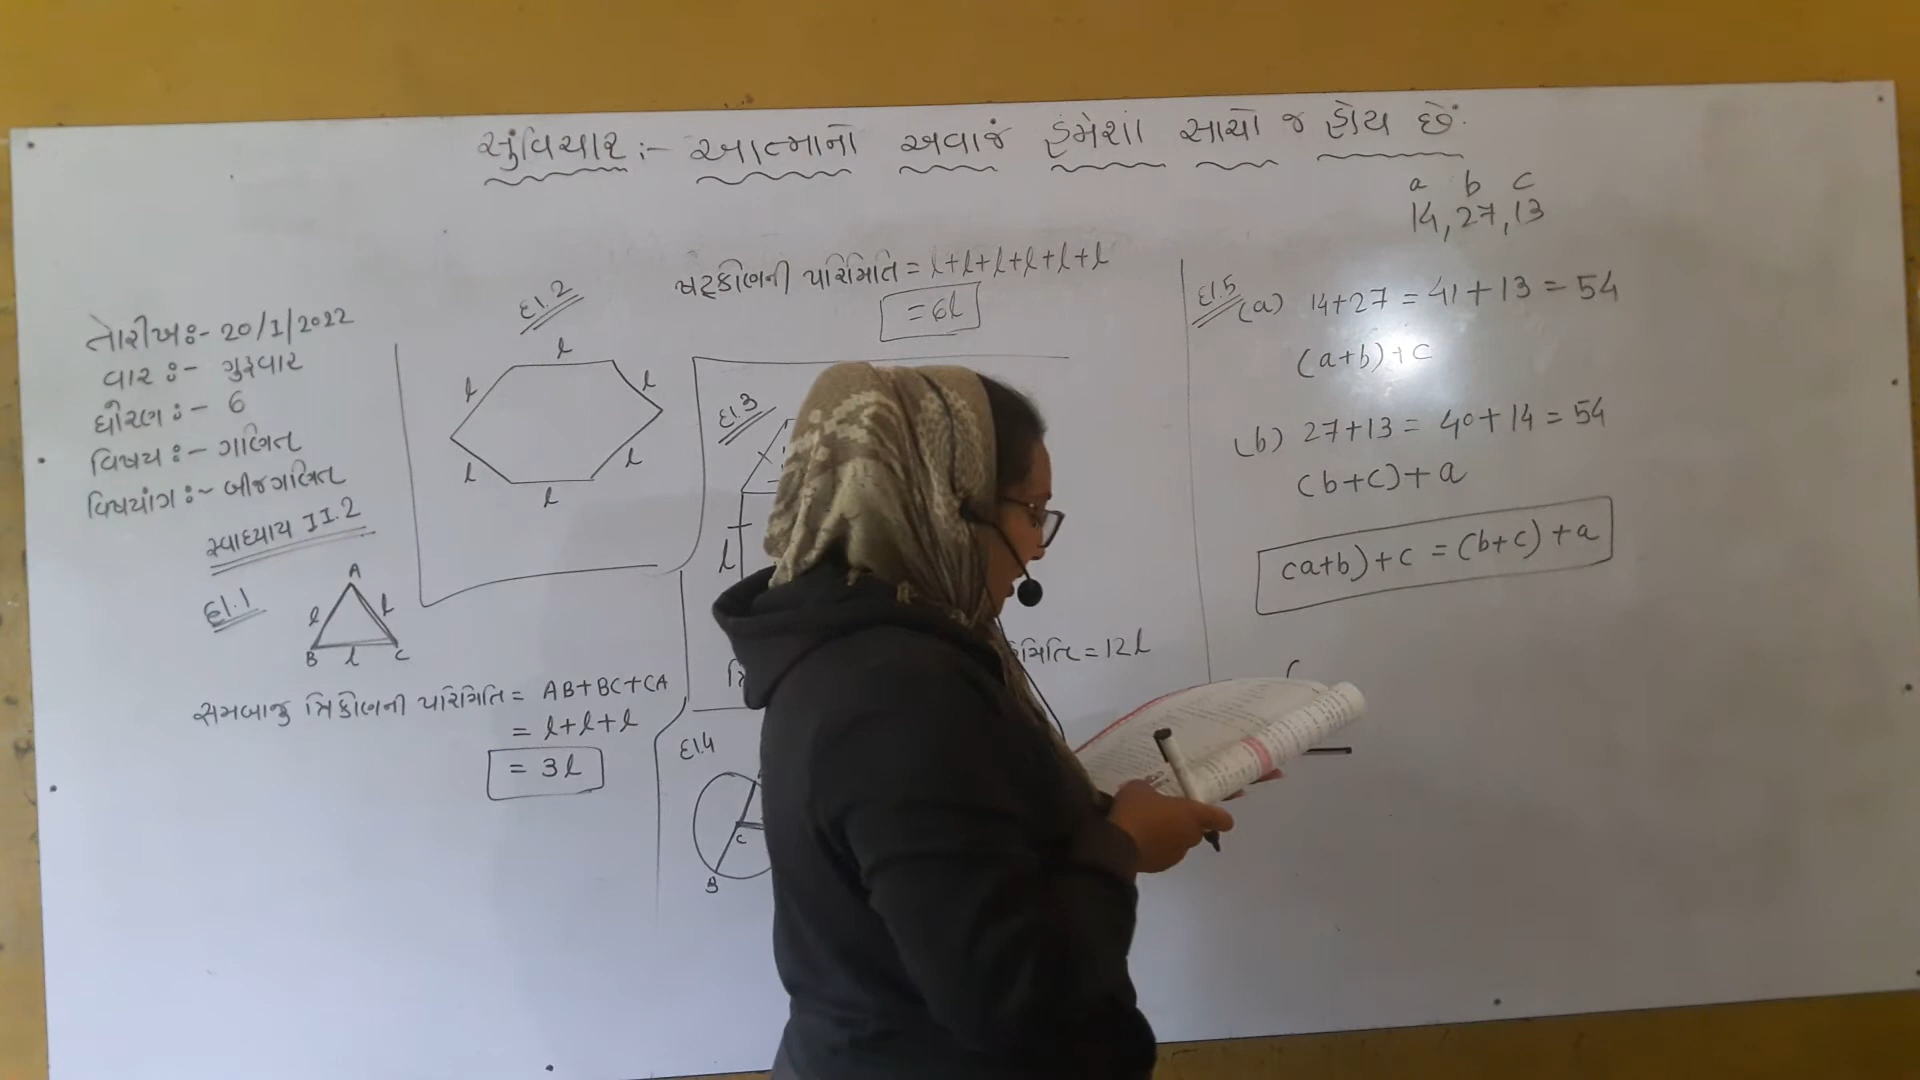 સુવિચાર :- આત્માનો અવાજ હંમેશા સાચો જ હોય છે.
તારીખ :- 20/1/2022
વાર :- ગુરૂવાર
ધોરણ :- 6
વિષય :- ગણિત
વિષયાંગ :- બીજગણિત
સ્વાધ્યાય 11.2
દા.1
A
l l
B l C
સમબાજુ ત્રિકોણની પરિમિતિ = AB+BC+CA
= l+l+l
= 3l
દા.2
l
l l
l l
l
ષટ્કોણની પરિમિતિ = l+l+l+l+l+l
= 6l
દા.3
l
= 12l
દા.4
C
B
a b c
14, 27, 13
દા.5 (a) 14+27 = 41+13 = 54
(a+b)+c
(b) 27+13 = 40+14 = 54
(b+c)+a
(a+b)+c = (b+c)+a